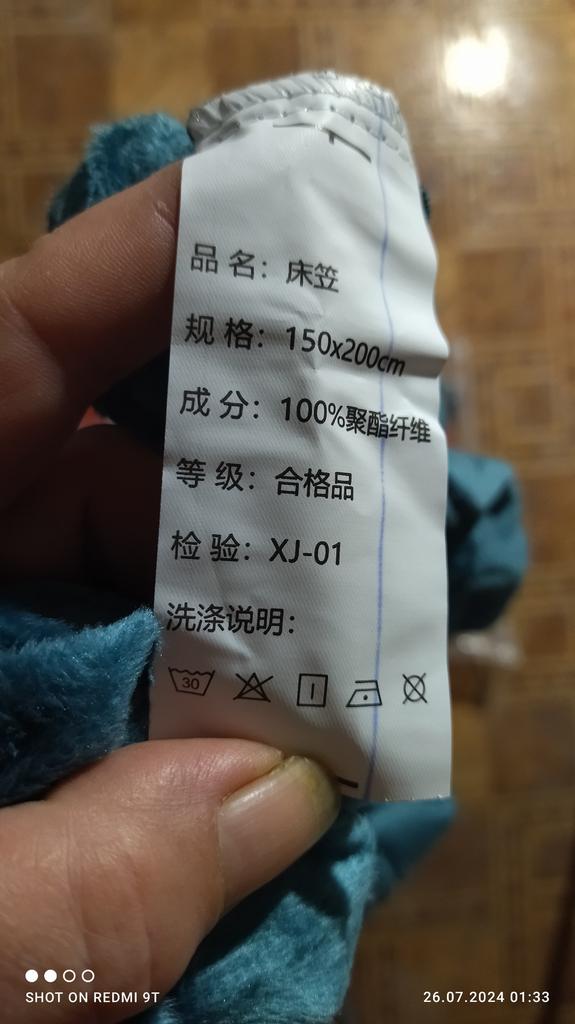 品名：床笠
规格：150x200cm
成分：100%聚酯纤维
等级：合格品
检验：XJ-01
洗涤说明：
30
SHOT ON REDMI 9T
26.07.2024 01:33